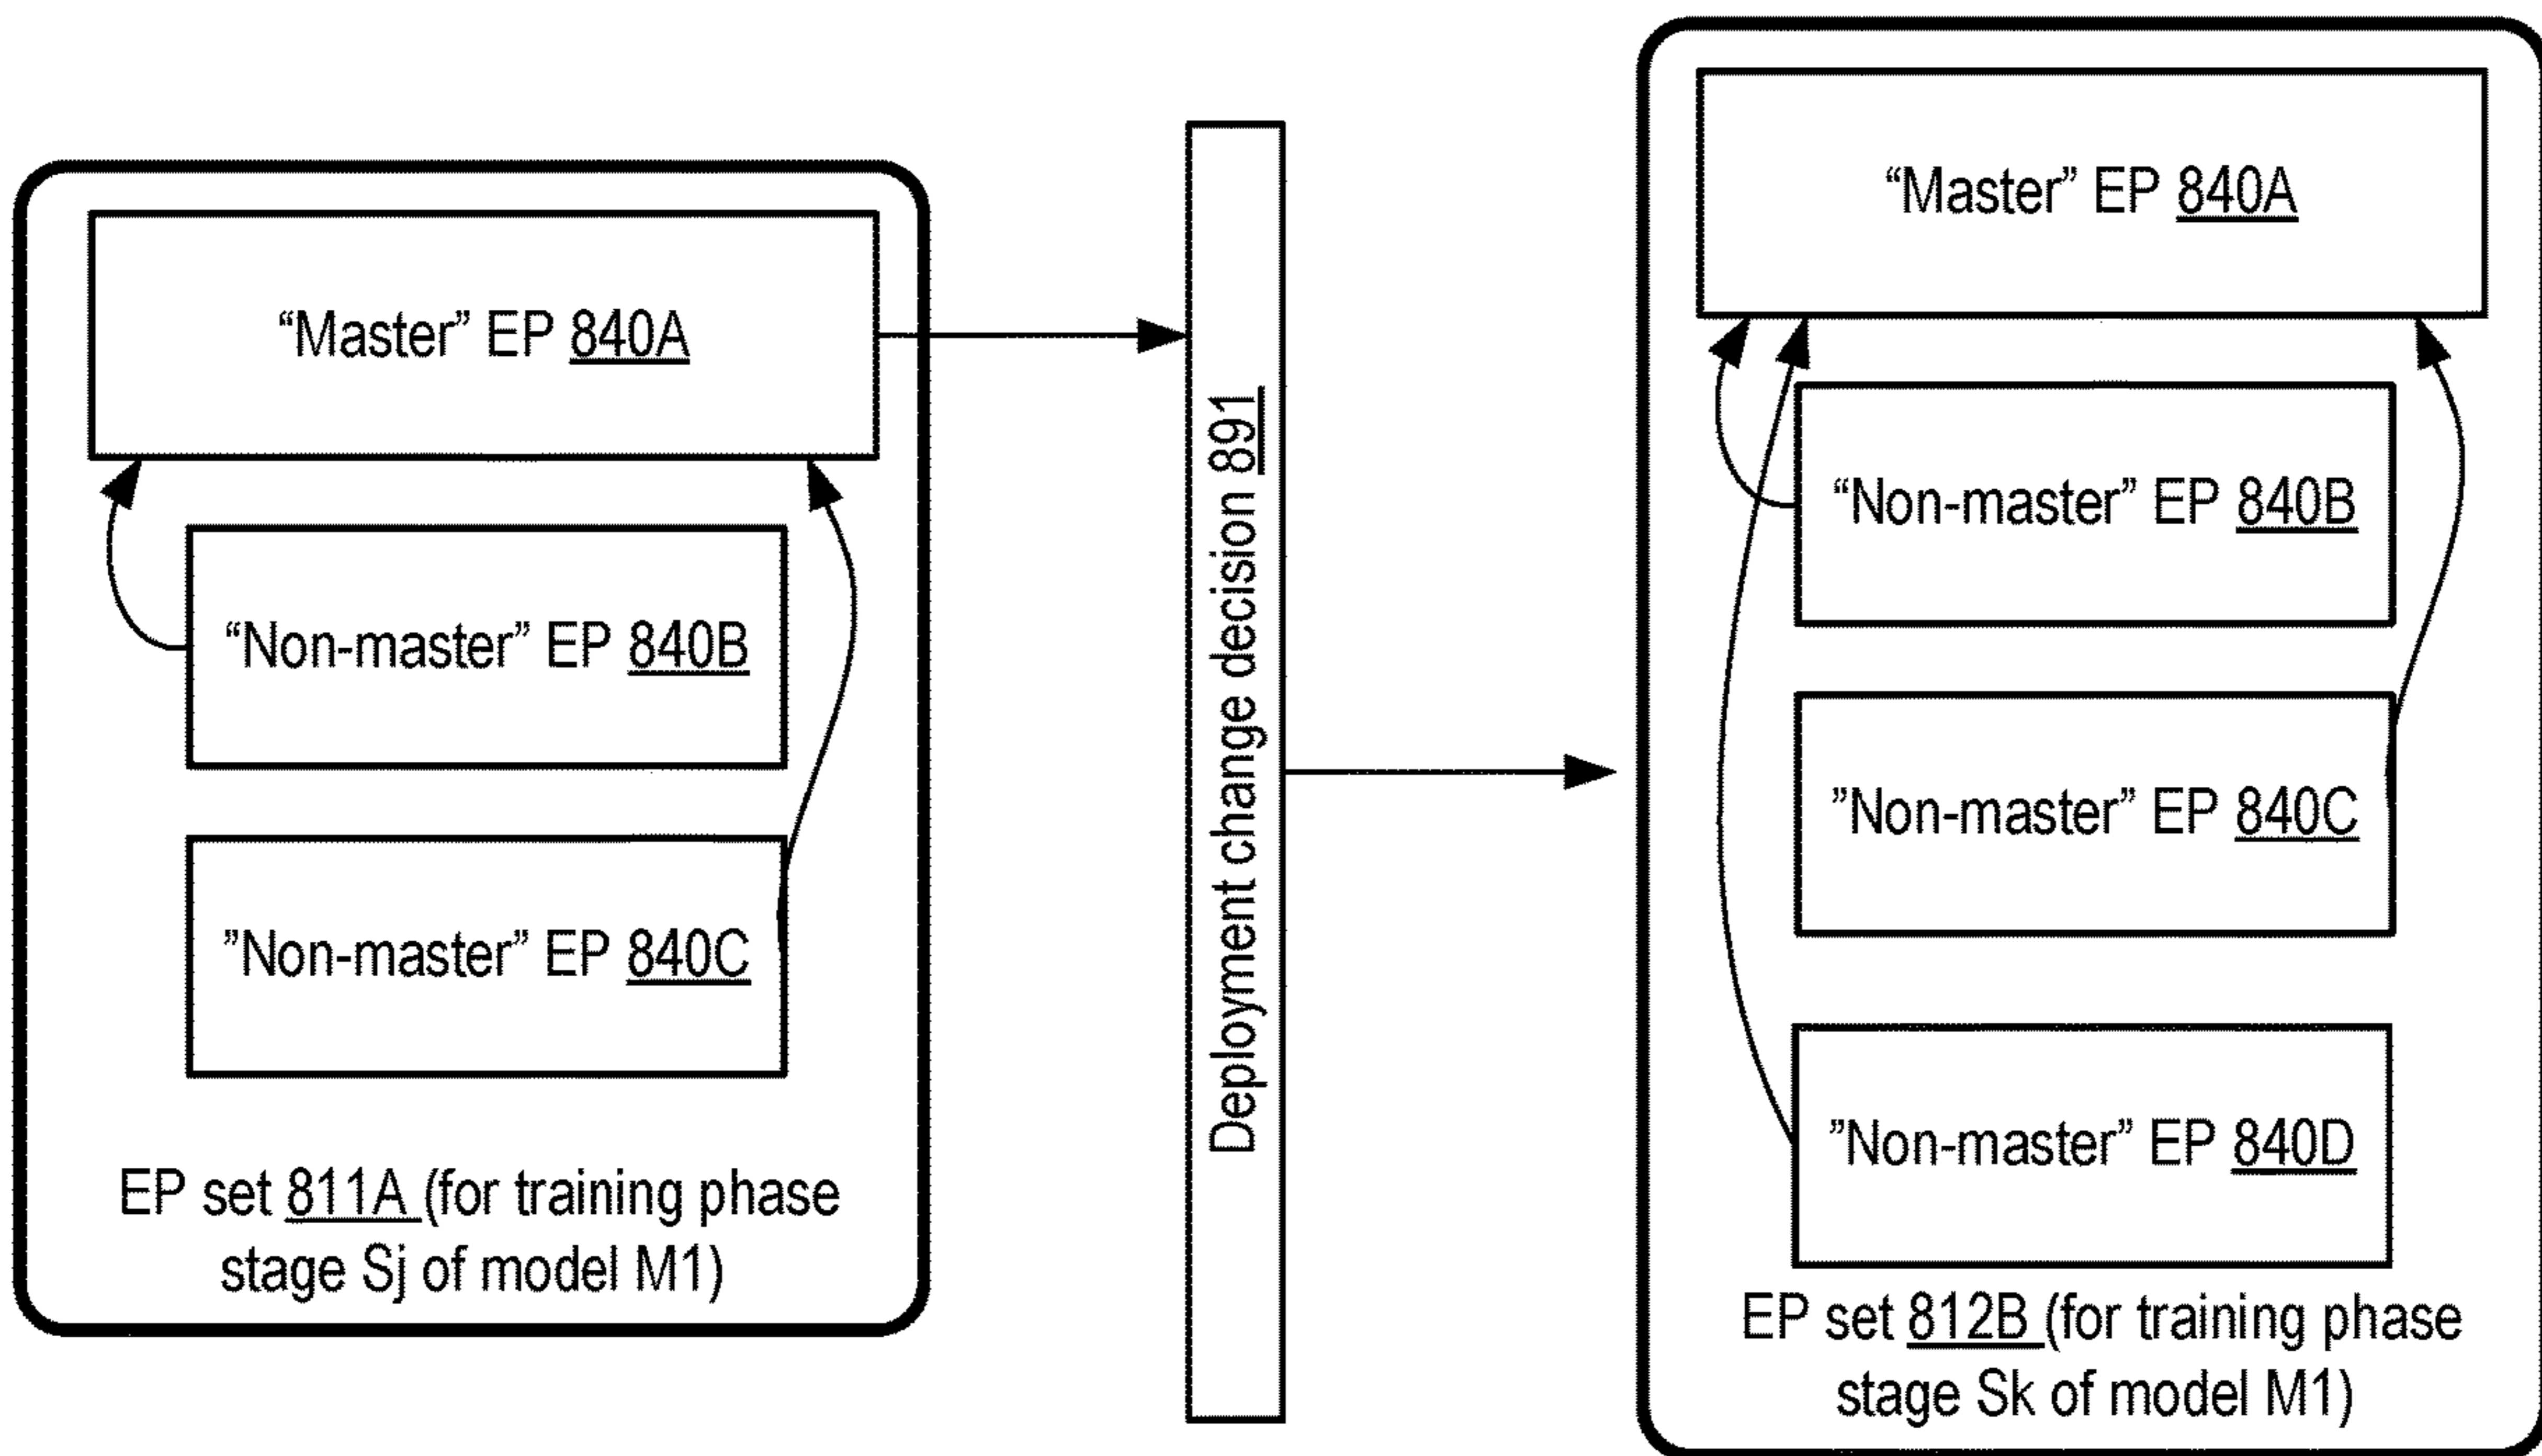 “Master” EP 840A
“Non-master” EP 840B
”Non-master” EP 840C
EP set 811A (for training phase
stage Sj of model M1)
Deployment change decision 891
“Master” EP 840A
“Non-master” EP 840B
”Non-master” EP 840C
”Non-master” EP 840D
EP set 812B (for training phase
stage Sk of model M1)